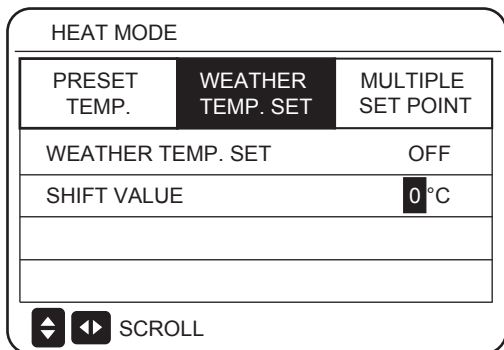 HEAT MODE
PRESET TEMP.
WEATHER TEMP. SET
MULTIPLE SET POINT
WEATHER TEMP. SET OFF
SHIFT VALUE 0 °C
SCROLL